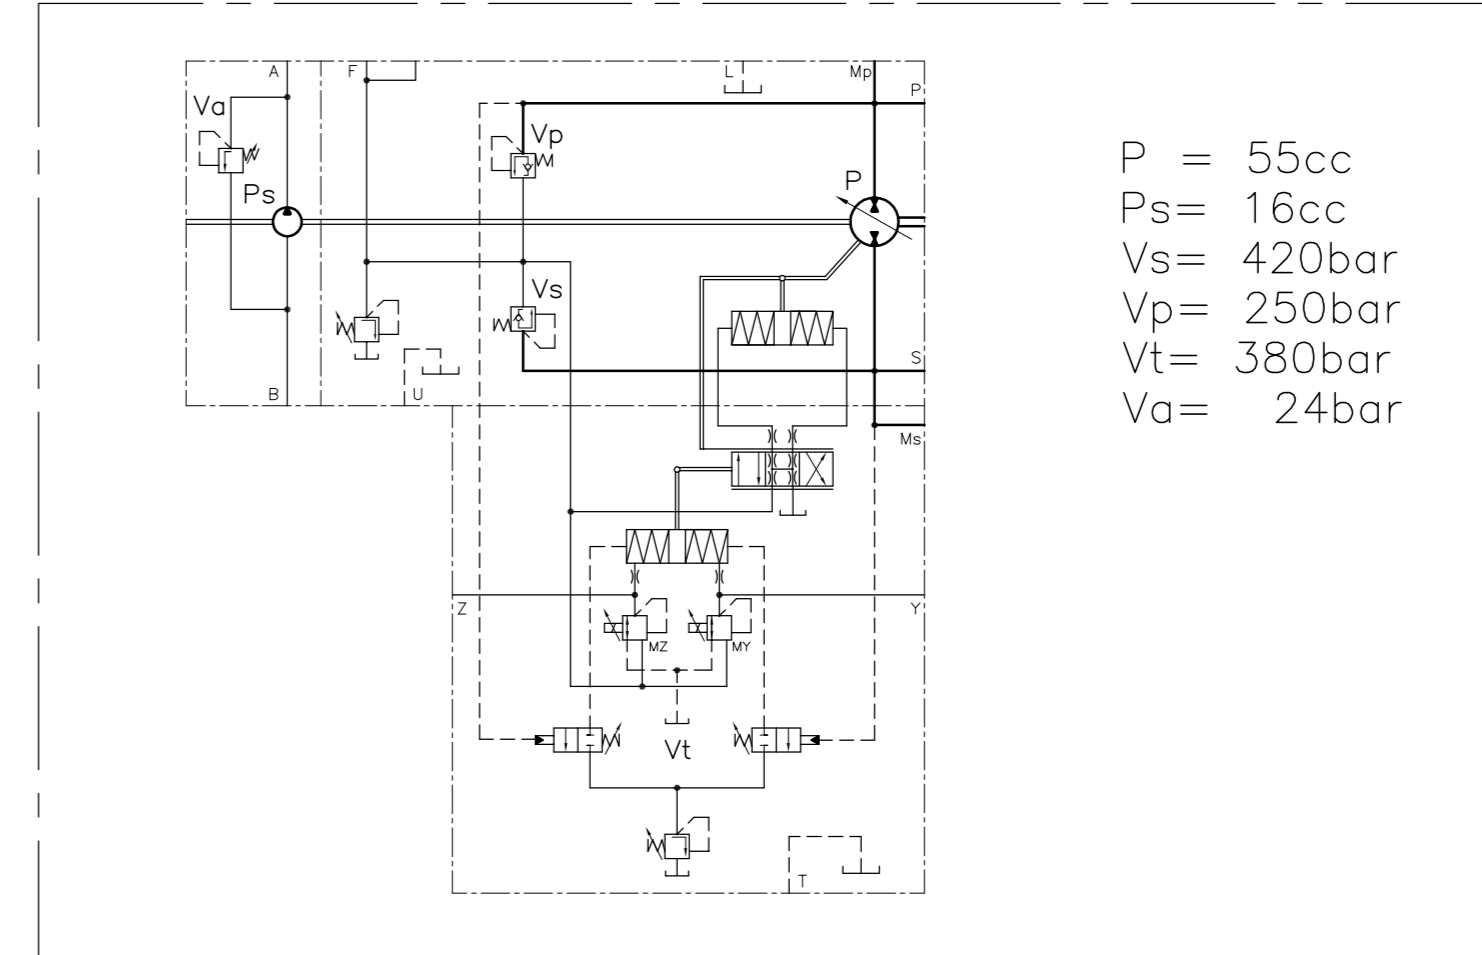 A
F
L
Mp
P
Va
Vp
Ps
P
Vs
S
B
U
Ms
Z
Y
MZ
MY
Vt
T
P = 55cc
Ps= 16cc
Vs= 420bar
Vp= 250bar
Vt= 380bar
Va= 24bar